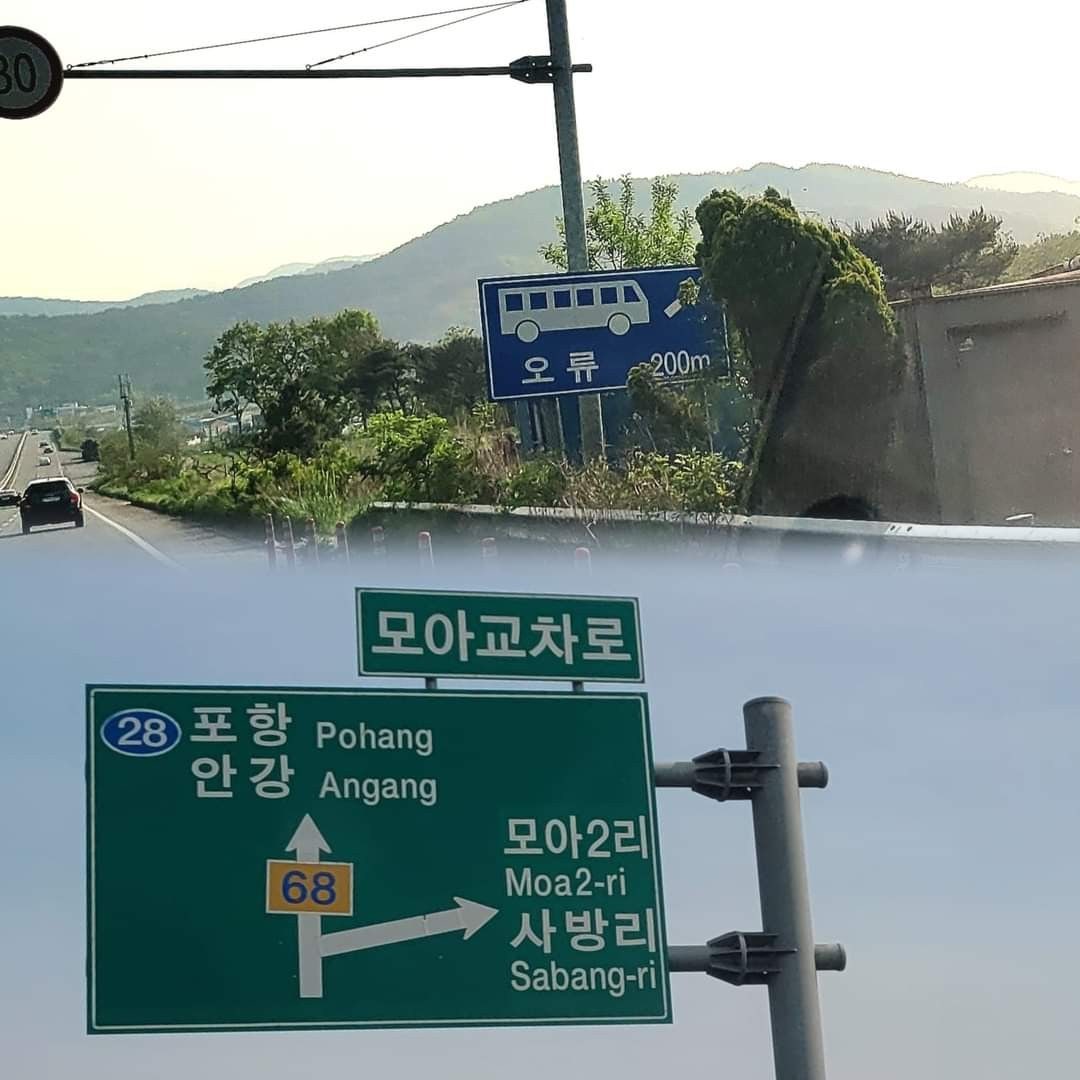 80
오류 200m
모아교차로
28 포항 Pohang
안강 Angang
68
모아2리
Moa2-ri
사방리
Sabang-ri